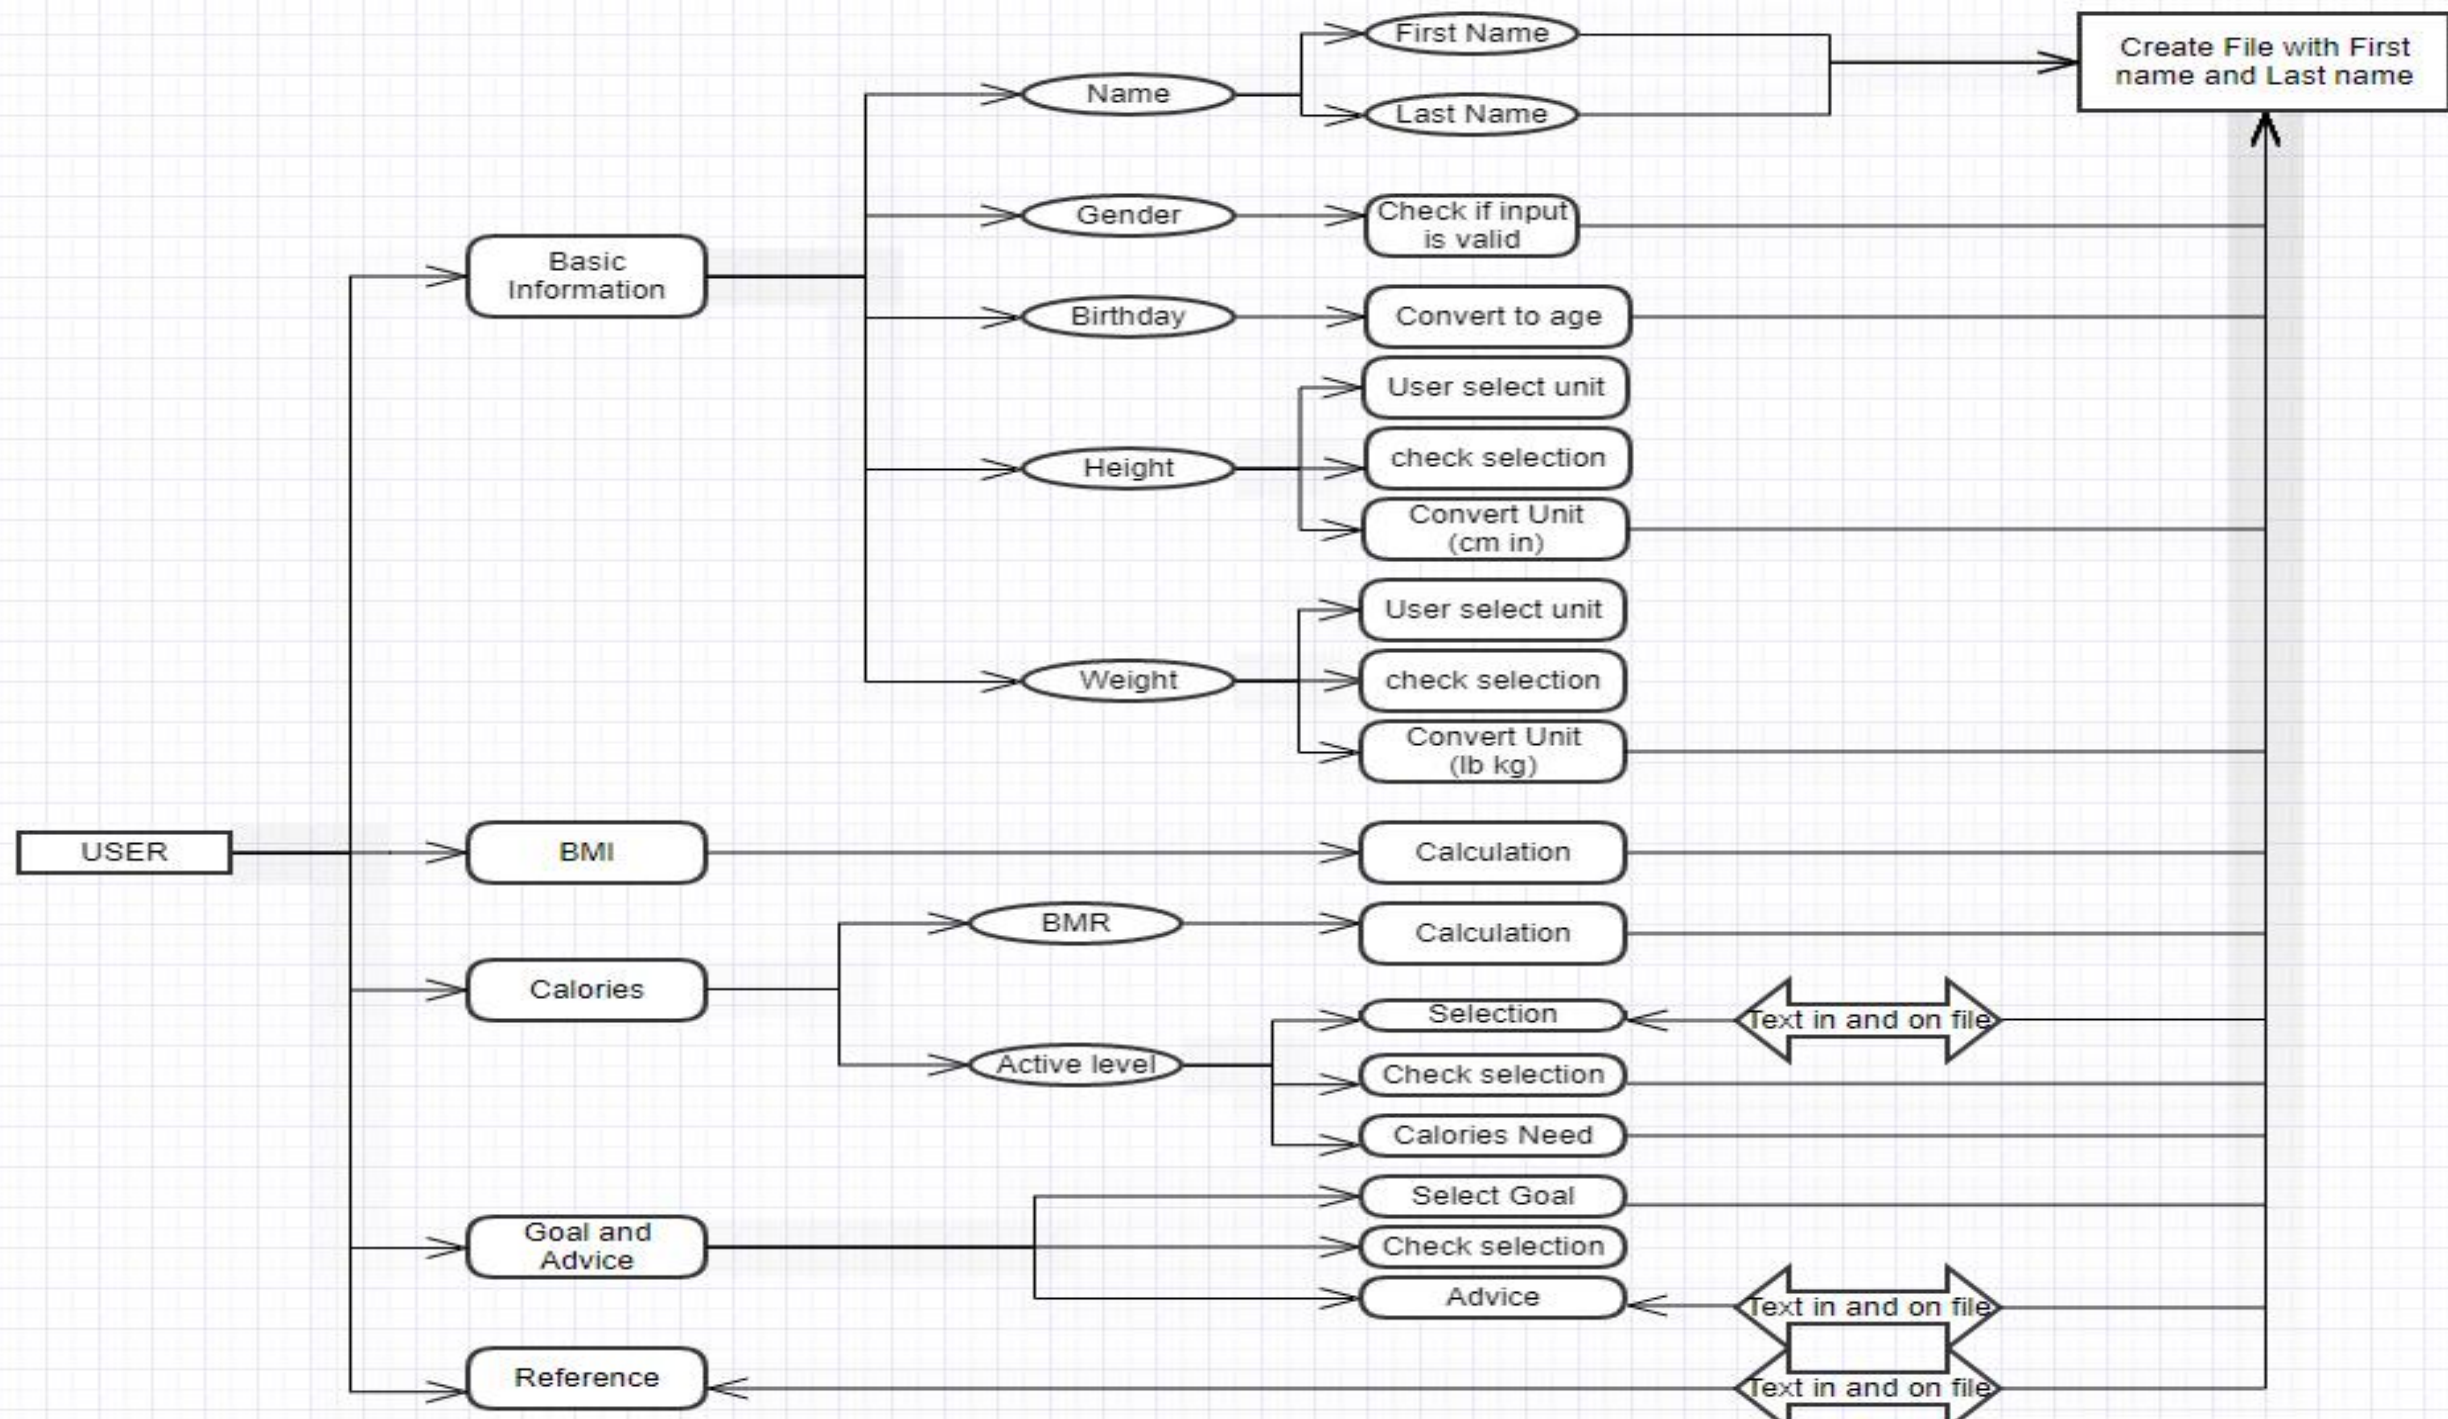 First Name
Create File with First
name and Last name
Name
Last Name
Gender
Check if input
is valid
Basic
Information
Birthday
Convert to age
User select unit
Height
check selection
Convert Unit
(cm in)
User select unit
Weight
check selection
Convert Unit
(lb kg)
USER
BMI
Calculation
BMR
Calculation
Calories
Selection
Text in and on file
Active level
Check selection
Calories Need
Select Goal
Goal and
Advice
Check selection
Advice
Text in and on file
Reference
Text in and on file